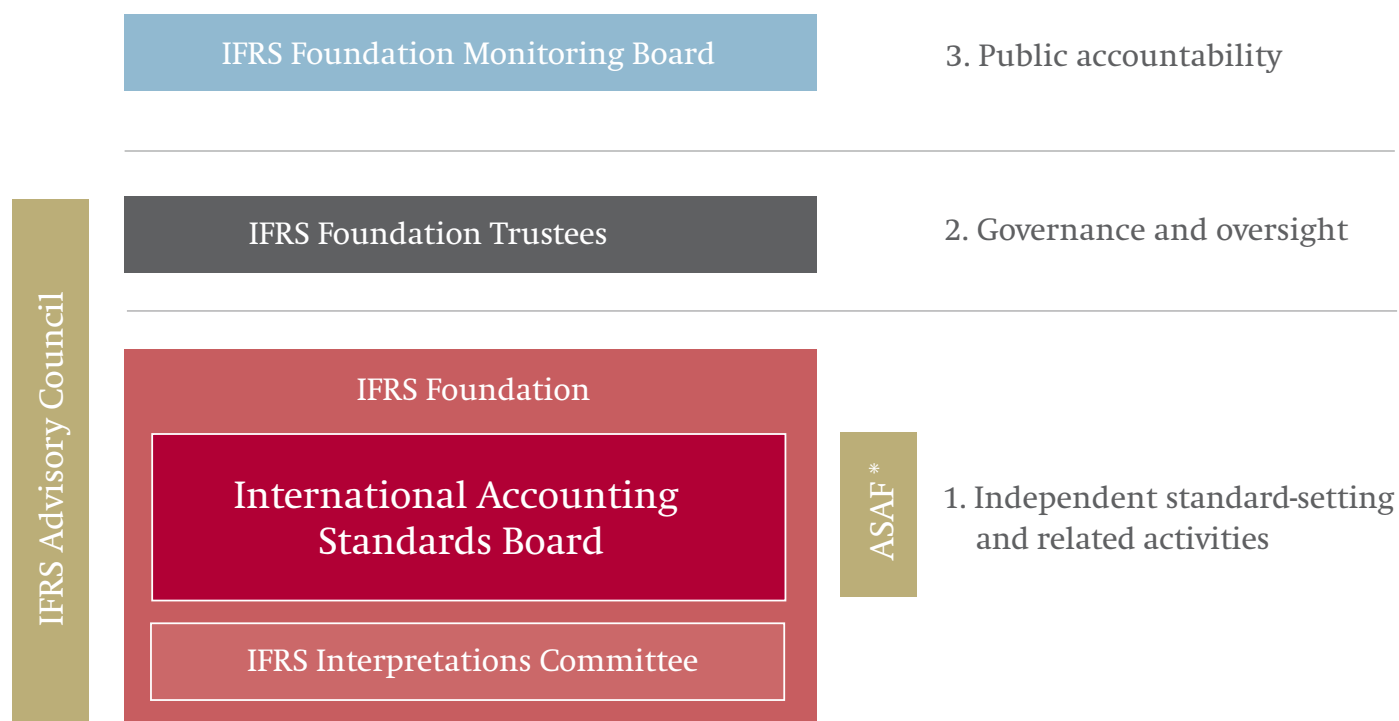 IFRS Foundation Monitoring Board
3. Public accountability
IFRS Advisory Council
IFRS Foundation Trustees
2. Governance and oversight
IFRS Foundation
International Accounting
Standards Board
IFRS Interpretations Committee
ASAF*
1. Independent standard-setting
and related activities